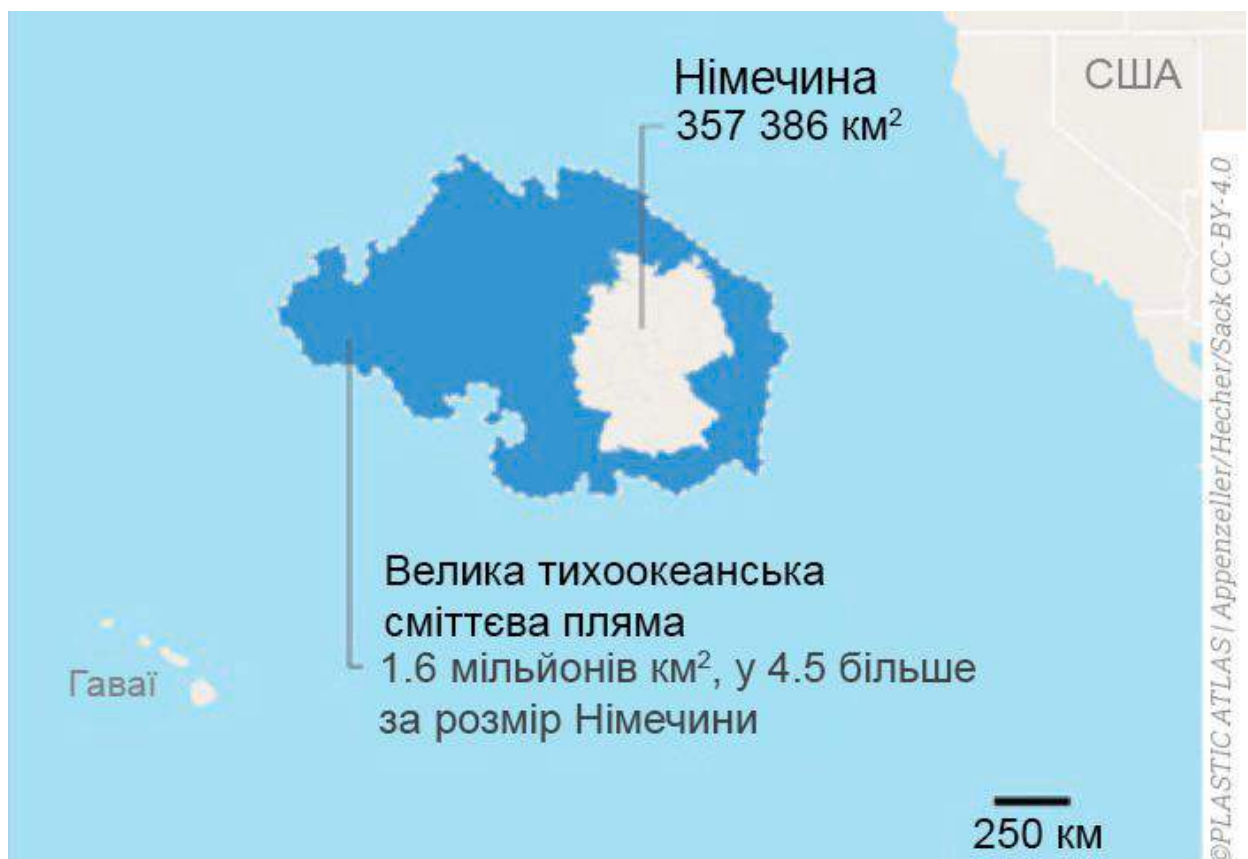 Німечина
357 386 км²
США
Велика тихоокеанська
сміттєва пляма
1.6 мільйонів км², у 4.5 більше
за розмір Німечини
Гаваї
250 км
©PLASTIC ATLAS | Appenzeller/Hecher/Sack CC-BY-4.0